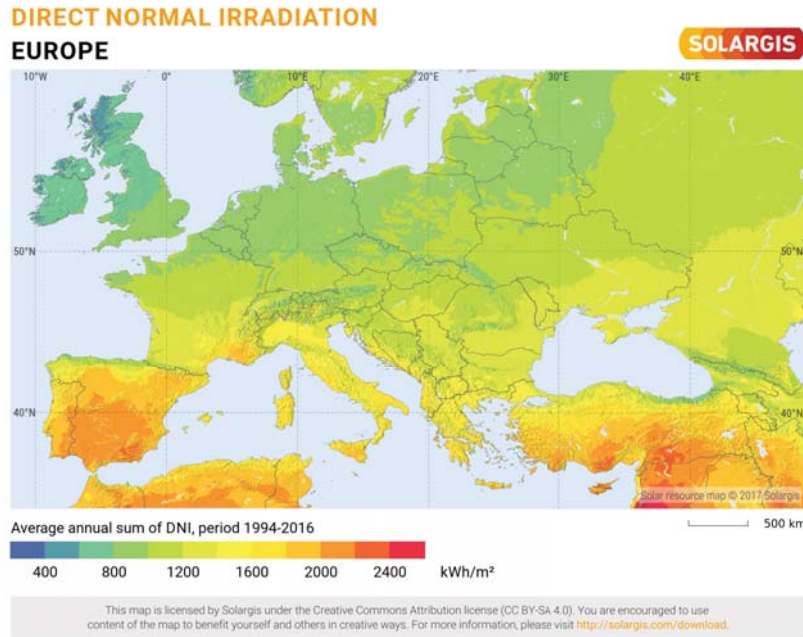 DIRECT NORMAL IRRADIATION
EUROPE
SOLARGIS
10°W 0° 10°E 20°E 30°E 40°E
50°N 50°N
40°N 40°N
Solar resource map © 2017 Solargis
Average annual sum of DNI, period 1994-2016
500 km
400 800 1200 1600 2000 2400 kWh/m²
This map is licensed by Solargis under the Creative Commons Attribution license (CC BY-SA 4.0). You are encouraged to use
content of the map to benefit yourself and others in creative ways. For more information, please visit http://solargis.com/download.